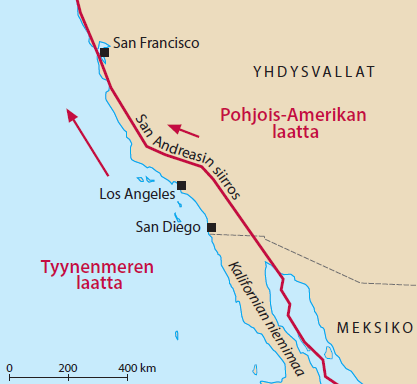 San Francisco
YHDYSVALLAT
Pohjois-Amerikan
laatta
San Andreasin siirros
Los Angeles
San Diego
Tyynenmeren
laatta
Kalifornian niemimaa
MEKSIKO
0 200 400 km